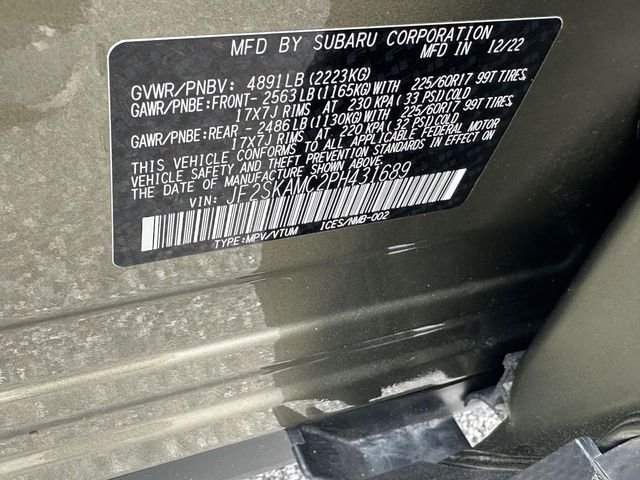 MFD BY SUBARU CORPORATION
MFD IN 12/22
GVWR/PNBV: 4891LB(2223KG)
GAWR/PNBE:FRONT- 2563LB(1165KG)WITH 225/60R17 99T TIRES,
17X7J RIMS AT 230 KPA(33 PSI)COLD
GAWR/PNBE:REAR - 2486LB(1130KG)WITH 225/60R17 99T TIRES,
17X7J RIMS AT 220 KPA(32 PSI)COLD
THIS VEHICLE CONFORMS TO ALL APPLICABLE FEDERAL MOTOR
VEHICLE SAFETY AND THEFT PREVENTION STANDARDS IN EFFECT ON
THE DATE OF MANUFACTURE SHOWN ABOVE.
VIN: JF2SKAMC2PH431689
TYPE:MPV/VTUM ICES/NMB-002